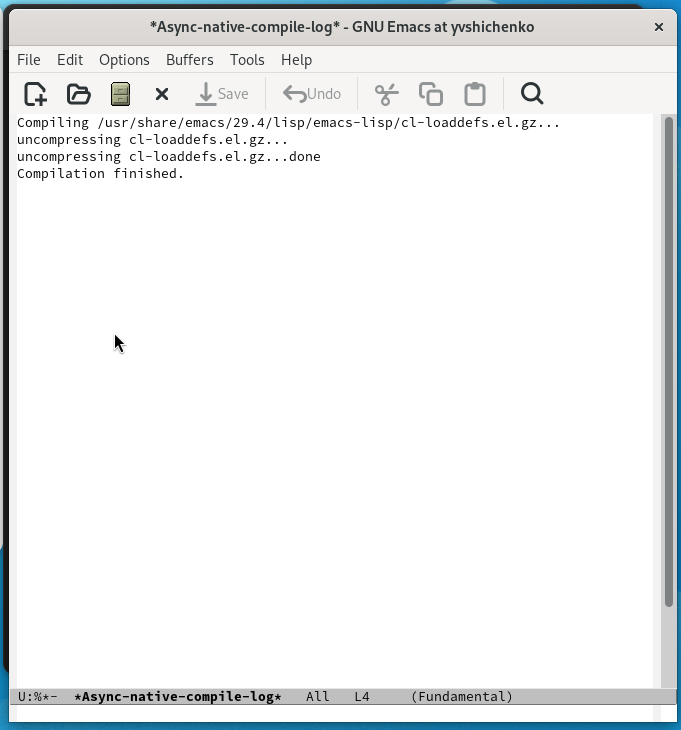 *Async-native-compile-log* - GNU Emacs at yvshichenko
File Edit Options Buffers Tools Help
Save Undo
Compiling /usr/share/emacs/29.4/lisp/emacs-lisp/cl-loaddefs.el.gz...
uncompressing cl-loaddefs.el.gz...
uncompressing cl-loaddefs.el.gz...done
Compilation finished.
U:%*- *Async-native-compile-log* All L4 (Fundamental)